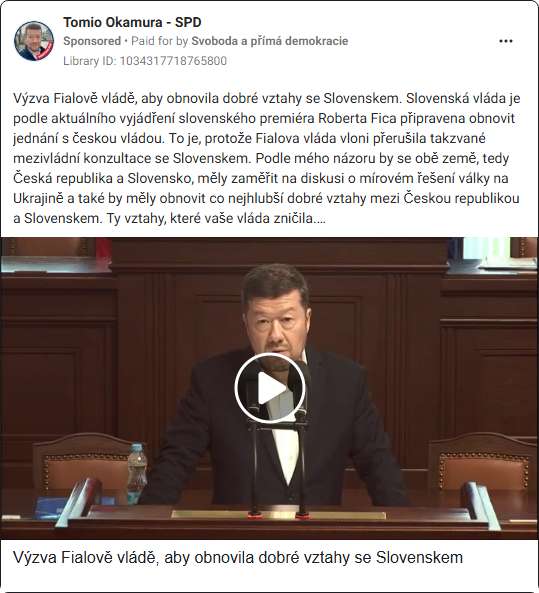 Tomio Okamura - SPD
Sponsored • Paid for by Svoboda a přímá demokracie
Library ID: 1034317718765800
Výzva Fialově vládě, aby obnovila dobré vztahy se Slovenskem. Slovenská vláda je
podle aktuálního vyjádření slovenského premiéra Roberta Fica připravena obnovit
jednání s českou vládou. To je, protože Fialova vláda vloni přerušila takzvané
mezivládní konzultace se Slovenskem. Podle mého názoru by se obě země, tedy
Česká republika a Slovensko, měly zaměřit na diskusi o mírovém řešení války na
Ukrajině a také by měly obnovit co nejhlubší dobré vztahy mezi Českou republikou
a Slovenskem. Ty vztahy, které vaše vláda zničila....
Výzva Fialově vládě, aby obnovila dobré vztahy se Slovenskem